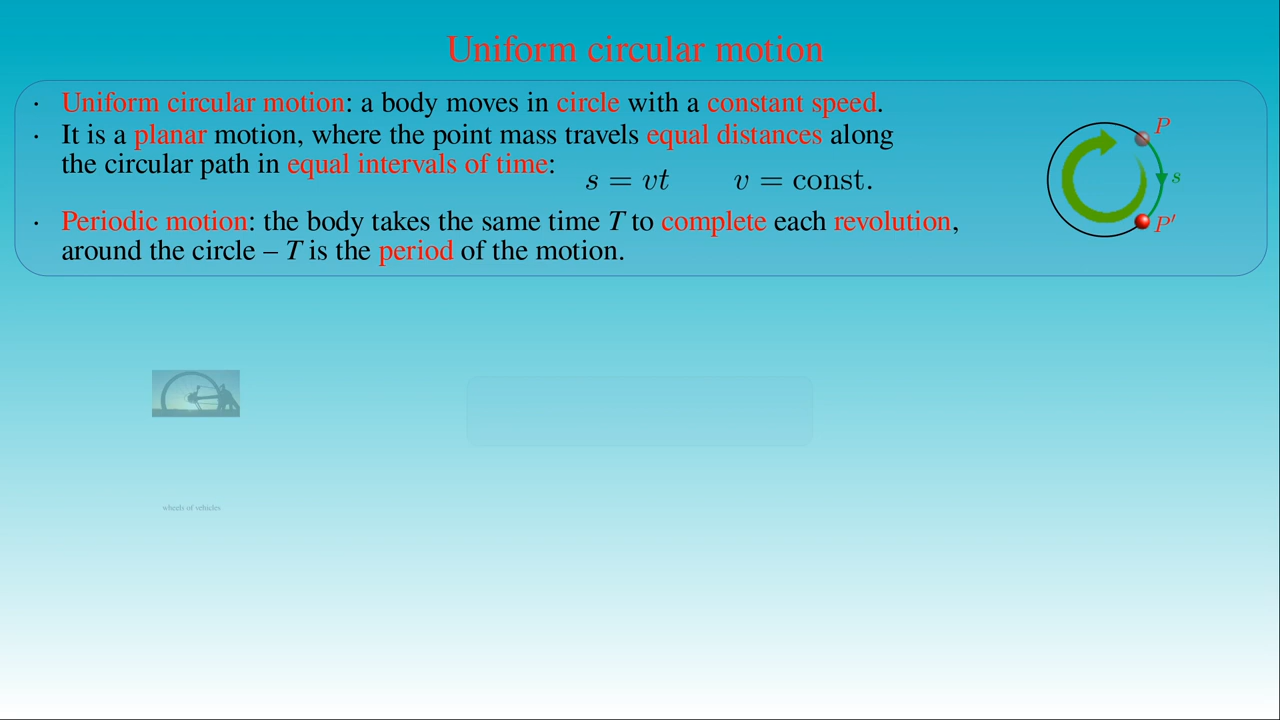 Uniform circular motion
· Uniform circular motion: a body moves in circle with a constant speed.
· It is a planar motion, where the point mass travels equal distances along
the circular path in equal intervals of time:
s = vt v = const.
· Periodic motion: the body takes the same time T to complete each revolution,
around the circle – T is the period of the motion.
P
s
P′
wheels of vehicles